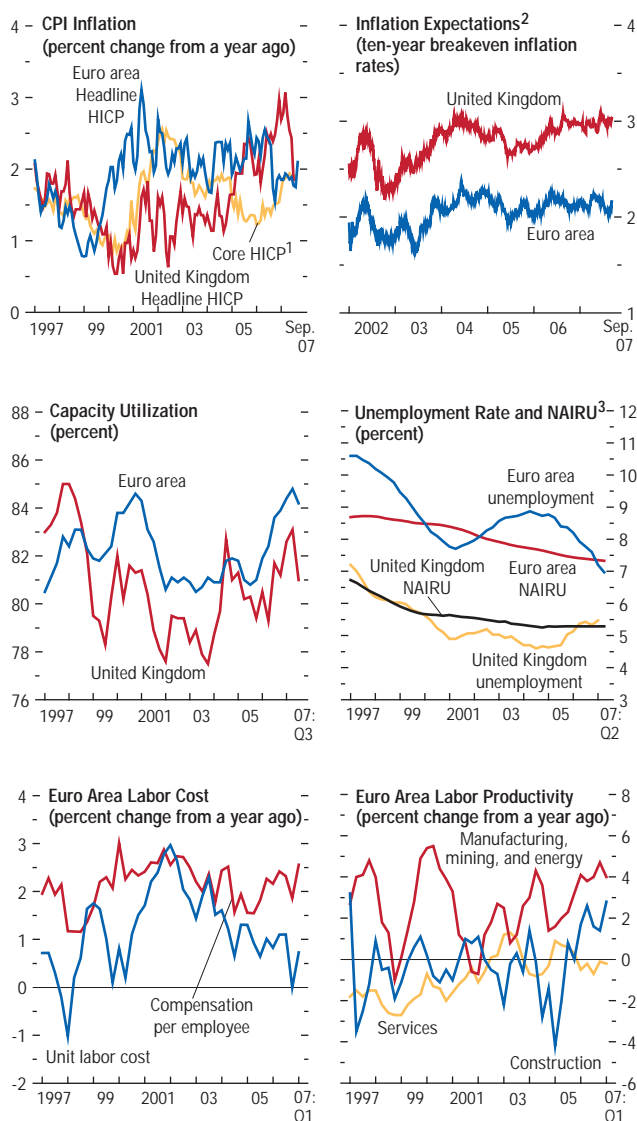 CPI Inflation
(percent change from a year ago)
4
3
2
1
0
Euro area
Headline
HICP
Core HICP1
United Kingdom
Headline HICP
1997 99 2001 03 05 Sep.
07
Inflation Expectations2
(ten-year breakeven inflation
rates)
4
3
2
1
United Kingdom
Euro area
2002 03 04 05 06 Sep.
07
Capacity Utilization
(percent)
88
86
84
82
80
78
76
Euro area
United Kingdom
1997 99 2001 03 05 07:
Q3
Unemployment Rate and NAIRU3
(percent)
12
11
10
9
8
7
6
5
4
3
Euro area
unemployment
United Kingdom
NAIRU
Euro area
NAIRU
United Kingdom
unemployment
1997 99 2001 03 05 07:
Q2
Euro Area Labor Cost
(percent change from a year ago)
4
3
2
1
0
-1
-2
Compensation
per employee
Unit labor cost
1997 99 2001 03 05 07:
Q1
Euro Area Labor Productivity
(percent change from a year ago)
8
6
4
2
0
-2
-4
-6
Manufacturing,
mining, and energy
Services
Construction
1997 99 2001 03 05 07:
Q1